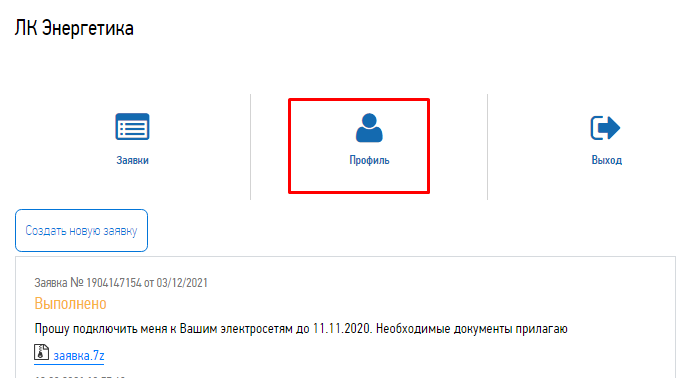 ЛК Энергетика
Заявки
Профиль
Выход
Создать новую заявку
Заявка № 1904147154 от 03/12/2021
Выполнено
Прошу подключить меня к Вашим электросетям до 11.11.2020. Необходимые документы прилагаю
заявка.7z